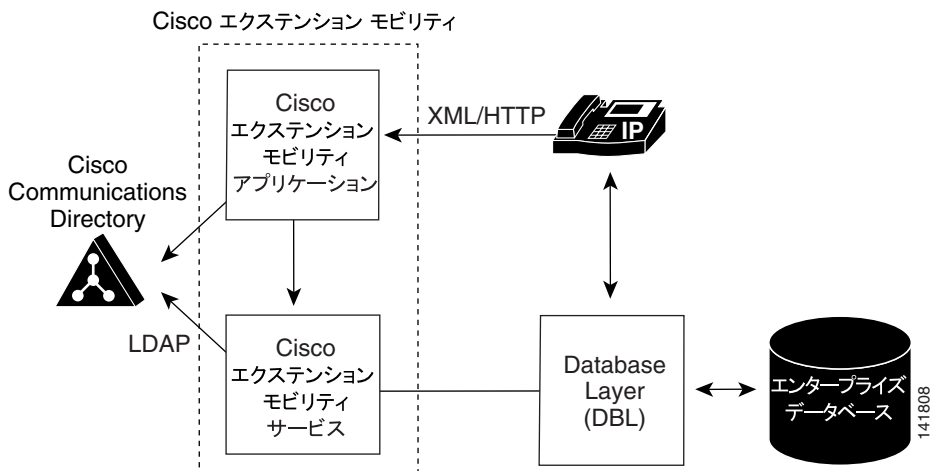 Cisco エクステンション モビリティ
Cisco
エクステンション
モビリティ
アプリケーション
XML/HTTP
IP
Cisco
Communications
Directory
LDAP
Cisco
エクステンション
モビリティ
サービス
Database
Layer
(DBL)
エンタープライズ
データベース
141808